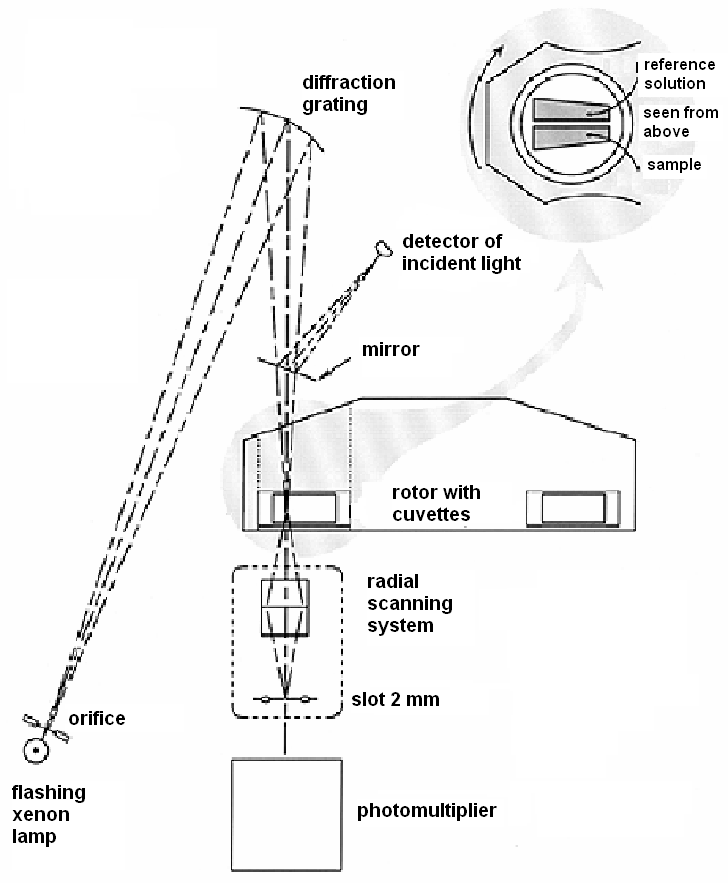 reference
solution
seen from
above
sample
diffraction
grating
detector of
incident light
mirror
rotor with
cuvettes
radial
scanning
system
slot 2 mm
orifice
flashing
xenon
lamp
photomultiplier